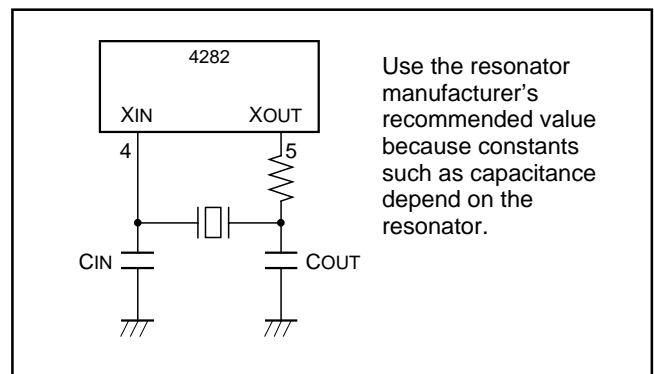 4282
XIN XOUT
4 5
CIN COUT
Use the resonator
manufacturer’s
recommended value
because constants
such as capacitance
depend on the
resonator.